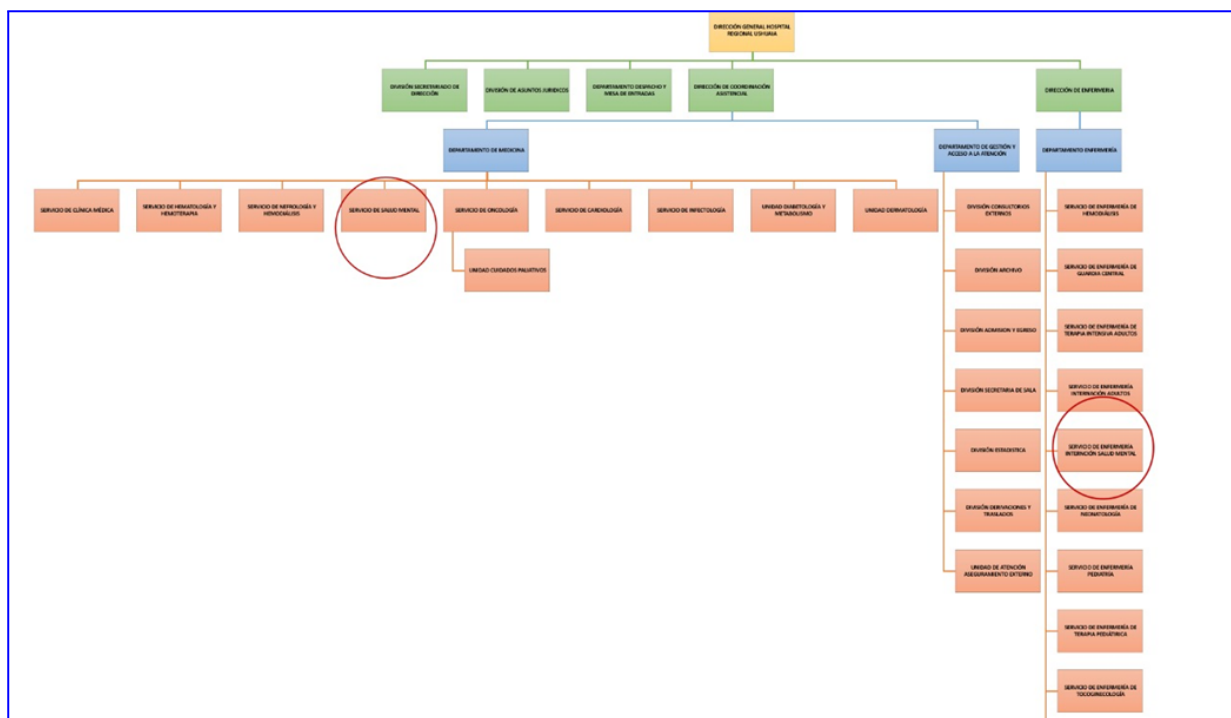 DIRECCIÓN GENERAL HOSPITAL
REGIONAL USHUAIA
DIVISIÓN SECRETARIADO DE
DIRECCIÓN
DIVISIÓN DE ASUNTOS JURIDICOS
DEPARTAMENTO DESPACHO Y
MESA DE ENTRADAS
DIRECCIÓN DE COORDINACIÓN
ASISTENCIAL
DIRECCIÓN DE ENFERMERIA
DEPARTAMENTO DE MEDICINA
DEPARTAMENTO DE GESTIÓN Y
ACCESO A LA ATENCIÓN
DEPARTAMENTO ENFERMERÍA
SERVICIO DE CLÍNICA MÉDICA
SERVICIO DE HEMATOLOGÍA Y
HEMOTERAPIA
SERVICIO DE NEFROLOGÍA Y
HEMODIÁLISIS
SERVICIO DE SALUD MENTAL
SERVICIO DE ONCOLOGÍA
SERVICIO DE CARDIOLOGÍA
SERVICIO DE INFECTOLOGÍA
UNIDAD DIABETOLOGÍA Y
METABOLISMO
UNIDAD DERMATOLOGÍA
UNIDAD CUIDADOS PALIATIVOS
DIVISIÓN CONSULTORIOS
EXTERNOS
DIVISIÓN ARCHIVO
DIVISIÓN ADMISION Y EGRESO
DIVISIÓN SECRETARIA DE SALA
DIVISIÓN ESTADISTICA
DIVISIÓN DERIVACIONES Y
TRASLADOS
UNIDAD DE ATENCIÓN
ASEGURAMIENTO EXTERNO
SERVICIO DE ENFERMERÍA DE
HEMODIÁLISIS
SERVICIO DE ENFERMERÍA DE
GUARDIA CENTRAL
SERVICIO DE ENFERMERÍA DE
TERAPIA INTENSIVA ADULTOS
SERVICIO DE ENFERMERÍA
INTERNACIÓN ADULTOS
SERVICIO DE ENFERMERÍA
INTERNCIÓN SALUD MENTAL
SERVICIO DE ENFERMERÍA DE
NEONATOLOGÍA
SERVICIO DE ENFERMERÍA
PEDIATRÍA
SERVICIO DE ENFERMERÍA DE
TERAPIA PEDIÁTRICA
SERVICIO DE ENFERMERÍA DE
TOCOGINECOLOGÍA